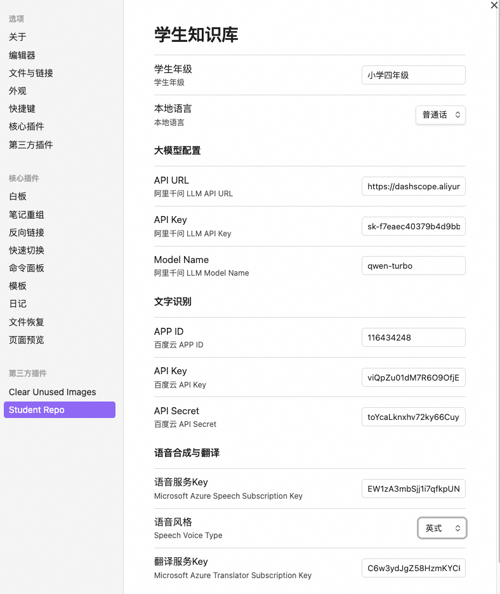 选项
关于
编辑器
文件与链接
外观
快捷键
核心插件
第三方插件
核心插件
白板
笔记重组
反向链接
快速切换
命令面板
模板
日记
文件恢复
页面预览
第三方插件
Clear Unused Images
Student Repo
学生知识库
学生年级
学生年级
小学四年级
本地语言
本地语言
普通话
大模型配置
API URL
阿里千问 LLM API URL
https://dashscope.aliyur
API Key
阿里千问 LLM API Key
sk-f7eaec40379b4d9bb
Model Name
阿里千问 LLM Model Name
qwen-turbo
文字识别
APP ID
百度云 APP ID
116434248
API Key
百度云 API Key
viQpZu01dM7R6O9OfjE
API Secret
百度云 API Secret
toYcaLknxhv72ky66Cuy
语音合成与翻译
语音服务Key
Microsoft Azure Speech Subscription Key
EW1zA3mbSjj1i7qfkpUN
语音风格
Speech Voice Type
英式
翻译服务Key
Microsoft Azure Translator Subscription Key
C6w3ydJgZ58HzmKYCI